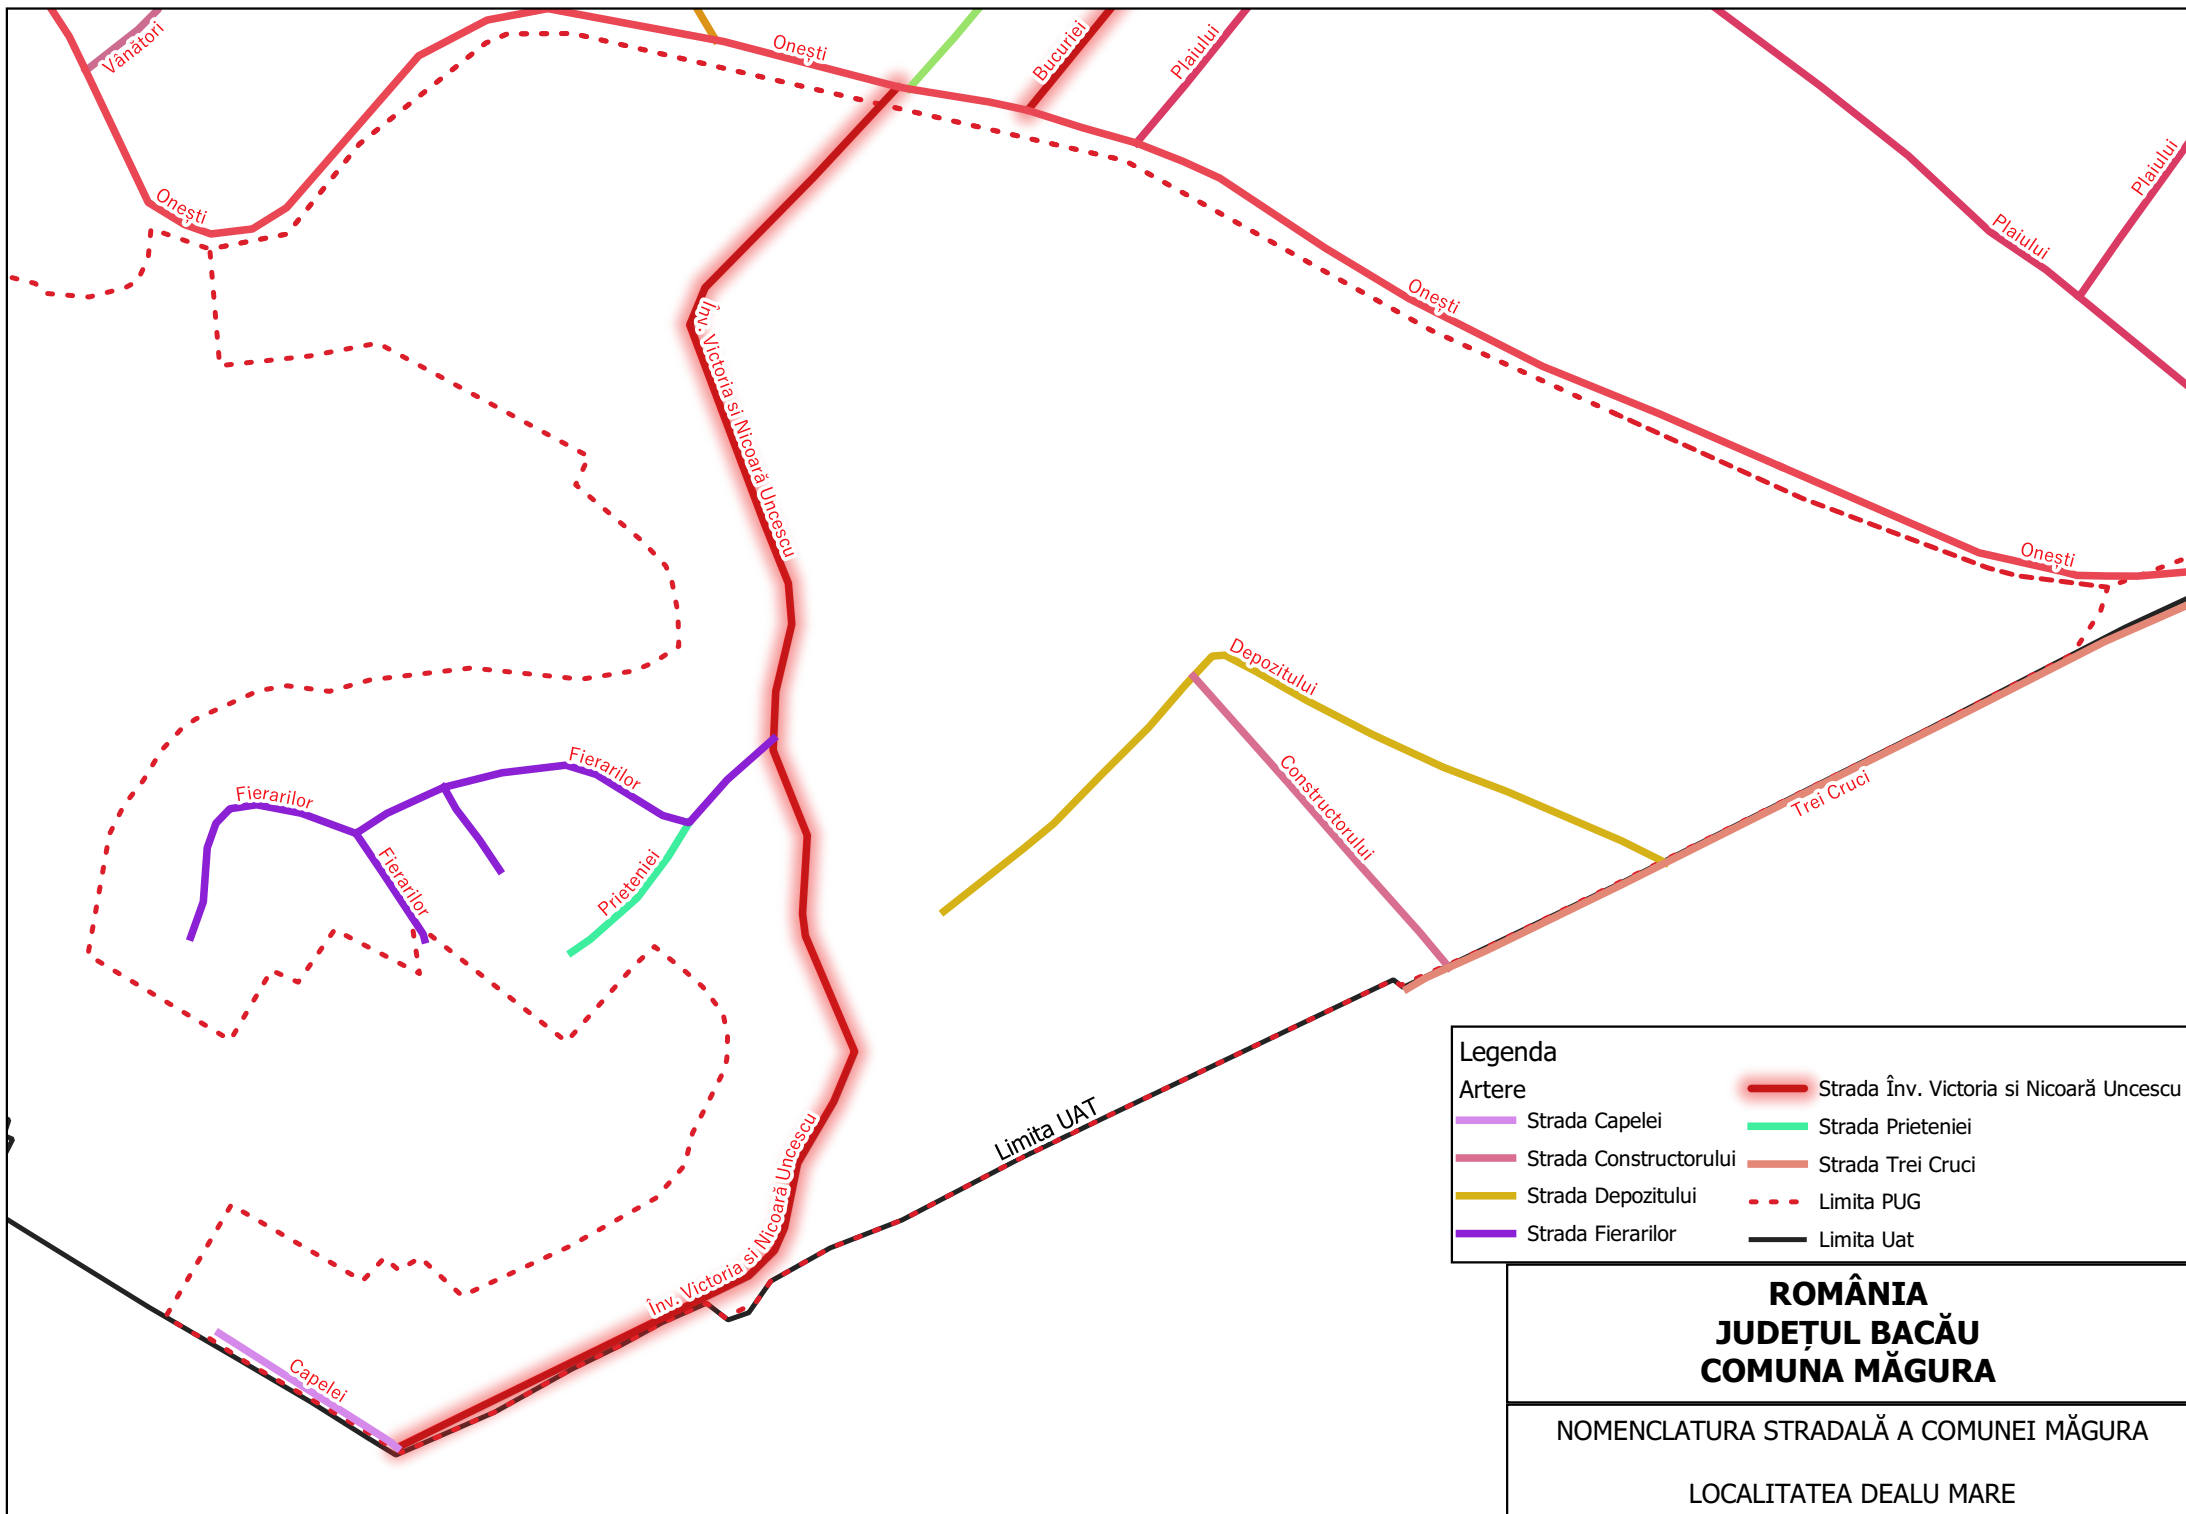 Vânători
Onești
Bucuriei
Plaiului
Plaiului
Onești
Plaiului
Onești
Înv. Victoria si Nicoară Uncescu
Onești
Depozitului
Fierarilor
Constructorului
Trei Cruci
Fierarilor
Fierarilor
Prieteniei
Limita UAT
Înv. Victoria si Nicoară Uncescu
Capelei
Legenda
Artere
Strada Capelei
Strada Constructorului
Strada Depozitului
Strada Fierarilor
Strada Înv. Victoria si Nicoară Uncescu
Strada Prieteniei
Strada Trei Cruci
Limita PUG
Limita Uat
ROMÂNIA
JUDEȚUL BACĂU
COMUNA MĂGURA
NOMENCLATURA STRADALĂ A COMUNEI MĂGURA
LOCALITATEA DEALU MARE